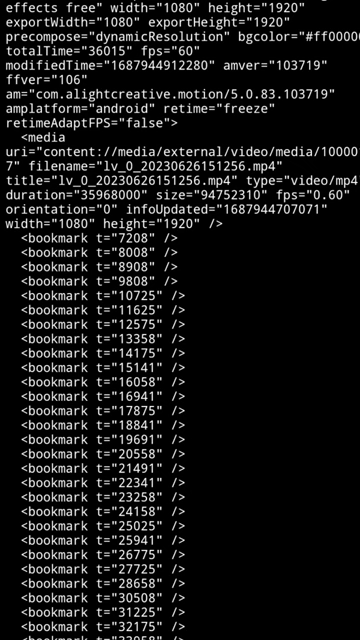 effects free" width="1080" height="1920"
exportWidth="1080" exportHeight="1920"
precompose="dynamicResolution" bgcolor="#ff0000
totalTime="36015" fps="60"
modifiedTime="1687944912280" amver="103719"
ffver="106"
am="com.alightcreative.motion/5.0.83.103719"
amplatform="android" retime="freeze"
retimeAdaptFPS="false">
<media
uri="content://media/external/video/media/10000
7" filename="lv_0_20230626151256.mp4"
title="lv_0_20230626151256.mp4" type="video/mp4
duration="35968000" size="94752310" fps="0.60"
orientation="0" infoUpdated="1687944707071"
width="1080" height="1920" />
<bookmark t="7208" />
<bookmark t="8008" />
<bookmark t="8908" />
<bookmark t="9808" />
<bookmark t="10725" />
<bookmark t="11625" />
<bookmark t="12575" />
<bookmark t="13358" />
<bookmark t="14175" />
<bookmark t="15141" />
<bookmark t="16058" />
<bookmark t="16941" />
<bookmark t="17875" />
<bookmark t="18841" />
<bookmark t="19691" />
<bookmark t="20558" />
<bookmark t="21491" />
<bookmark t="22341" />
<bookmark t="23258" />
<bookmark t="24158" />
<bookmark t="25025" />
<bookmark t="25941" />
<bookmark t="26775" />
<bookmark t="27725" />
<bookmark t="28658" />
<bookmark t="30508" />
<bookmark t="31225" />
<bookmark t="32175" />